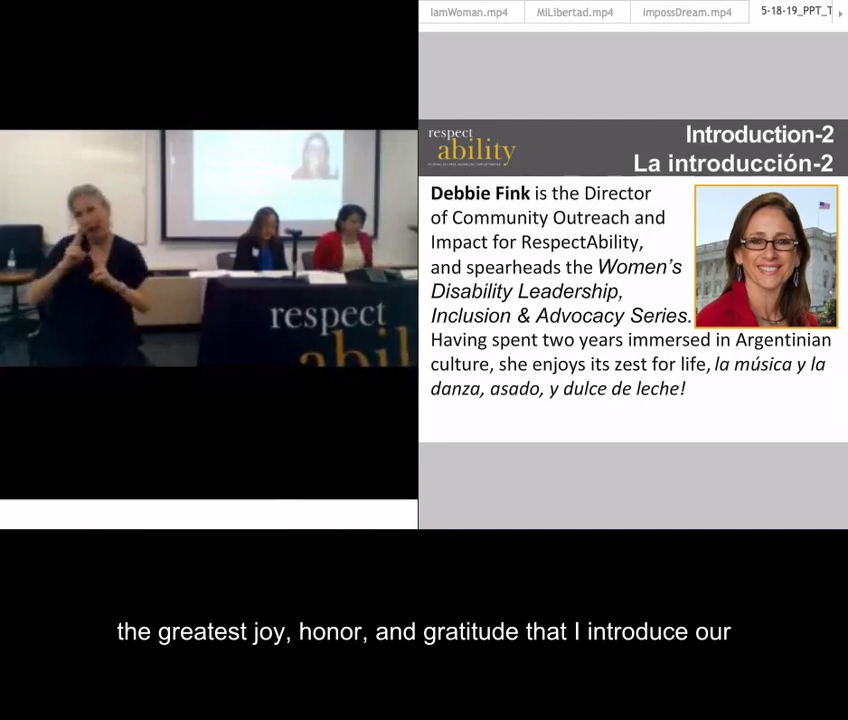 IamWoman.mp4
MiLibertad.mp4
ImpossDream.mp4
5-18-19_PPT_T
respect
ability
Introduction-2
La introducción-2
Debbie Fink is the Director
of Community Outreach and
Impact for RespectAbility,
and spearheads the Women's
Disability Leadership,
Inclusion & Advocacy Series.
Having spent two years immersed in Argentinian
culture, she enjoys its zest for life, la música y la
danza, asado, y dulce de leche!
respect
abil
the greatest joy, honor, and gratitude that I introduce our